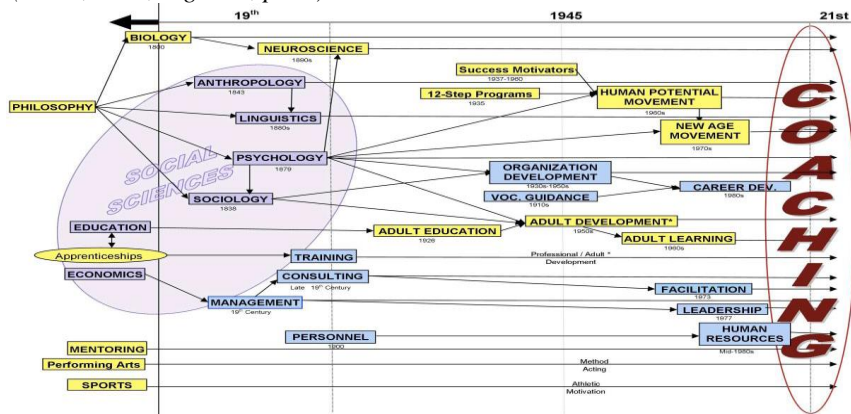 19th
1945
21st
BIOLOGY
1800
NEUROSCIENCE
1880s
ANTHROPOLOGY
1843
Success Motivators
1937-1960
12-Step Programs
1935
HUMAN POTENTIAL
MOVEMENT
1960s
PHILOSOPHY
LINGUISTICS
1880s
NEW AGE
MOVEMENT
1970s
PSYCHOLOGY
1879
SOCIAL
SCIENCES
ORGANIZATION
DEVELOPMENT
1930s-1950s
SOCIOLOGY
1838
VOC. GUIDANCE
1910s
CAREER DEV.
1980s
EDUCATION
ADULT EDUCATION
1926
ADULT DEVELOPMENT*
1950s
ADULT LEARNING
1960s
Apprenticeships
TRAINING
Professional / Adult *
Development
ECONOMICS
CONSULTING
Late 19th Century
FACILITATION
1973
MANAGEMENT
19th Century
LEADERSHIP
1977
PERSONNEL
1900
HUMAN
RESOURCES
Mid-1980s
MENTORING
Performing Arts
Method
Acting
SPORTS
Athletic
Motivation
COACHING